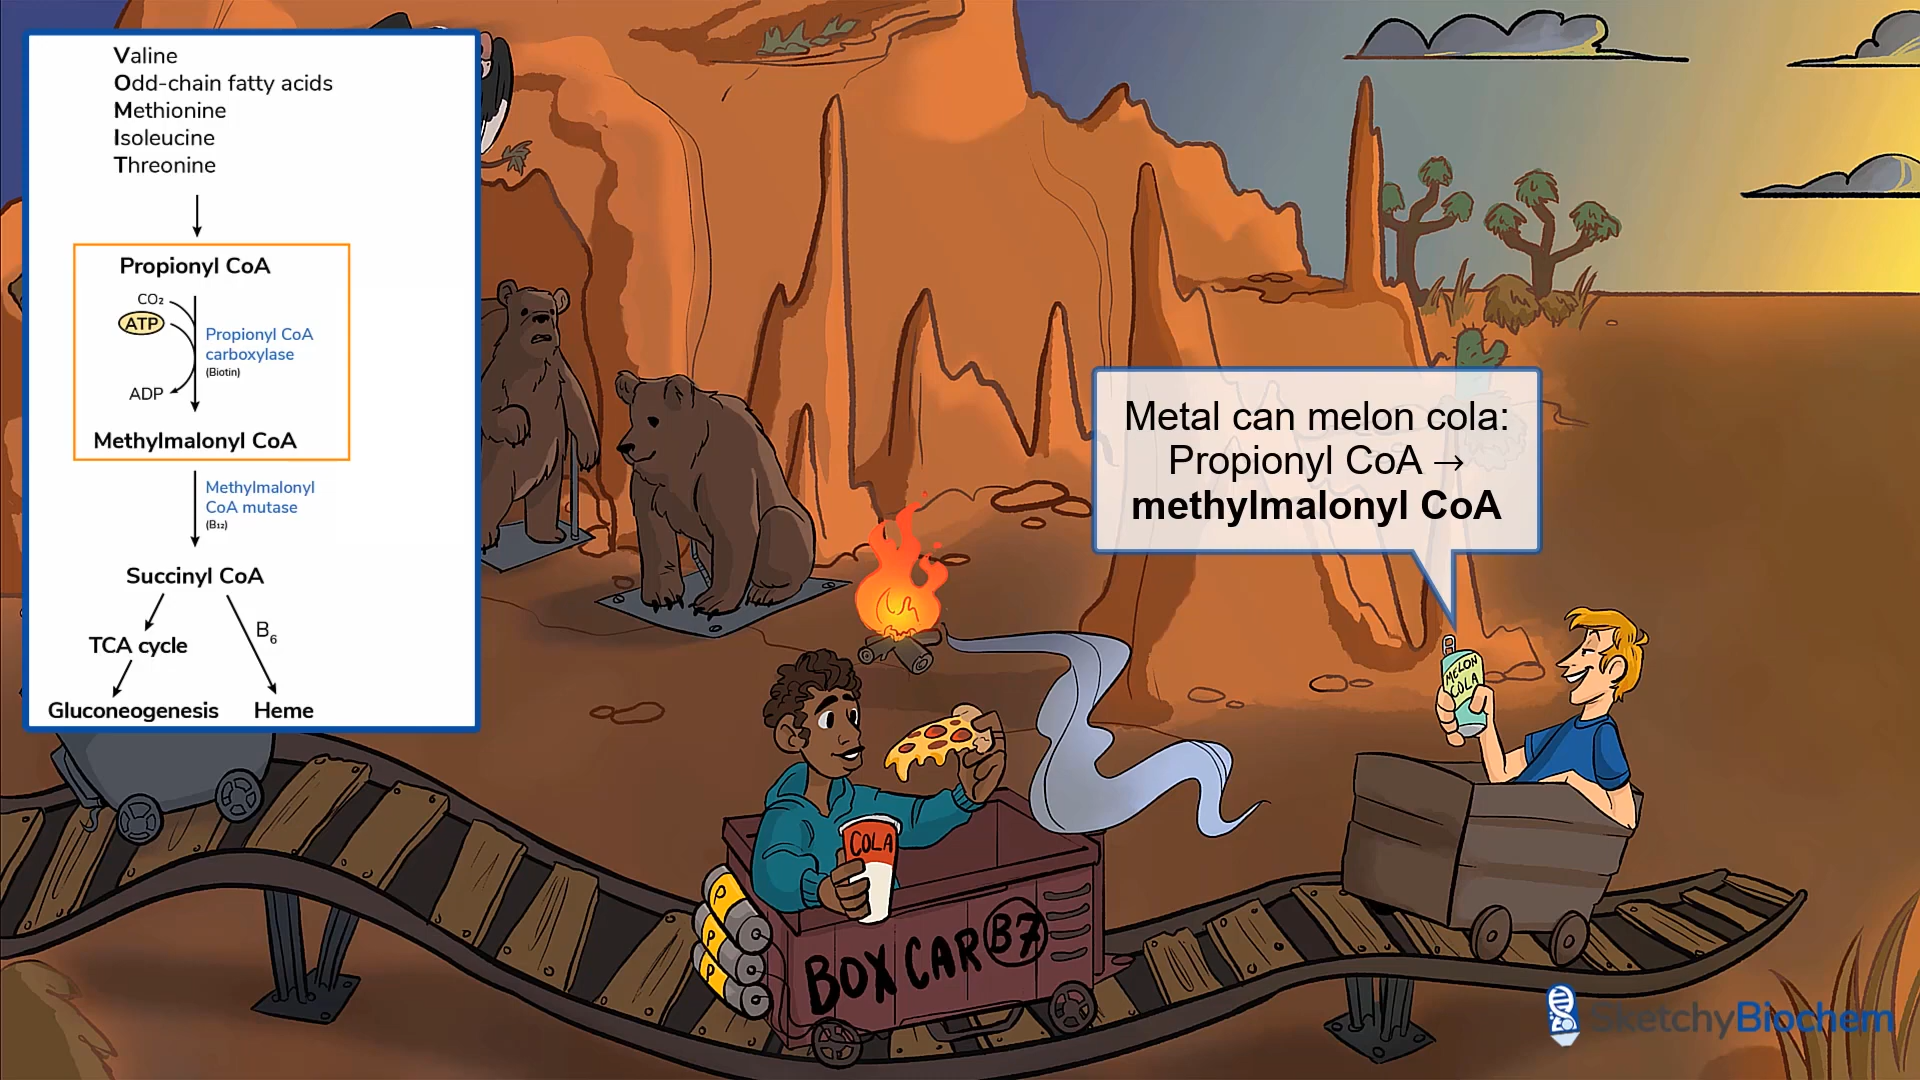 Valine
Odd-chain fatty acids
Methionine
Isoleucine
Threonine
Propionyl CoA
CO₂
ATP
Propionyl CoA
carboxylase
(Biotin)
ADP
Methylmalonyl CoA
Methylmalonyl
CoA mutase
(B₁₂)
Succinyl CoA
B₆
TCA cycle
Gluconeogenesis
Heme
Metal can melon cola:
Propionyl CoA →
methylmalonyl CoA
MELON
COLA
COLA
P
P
P
BOX CAR B7
SketchyBiochem